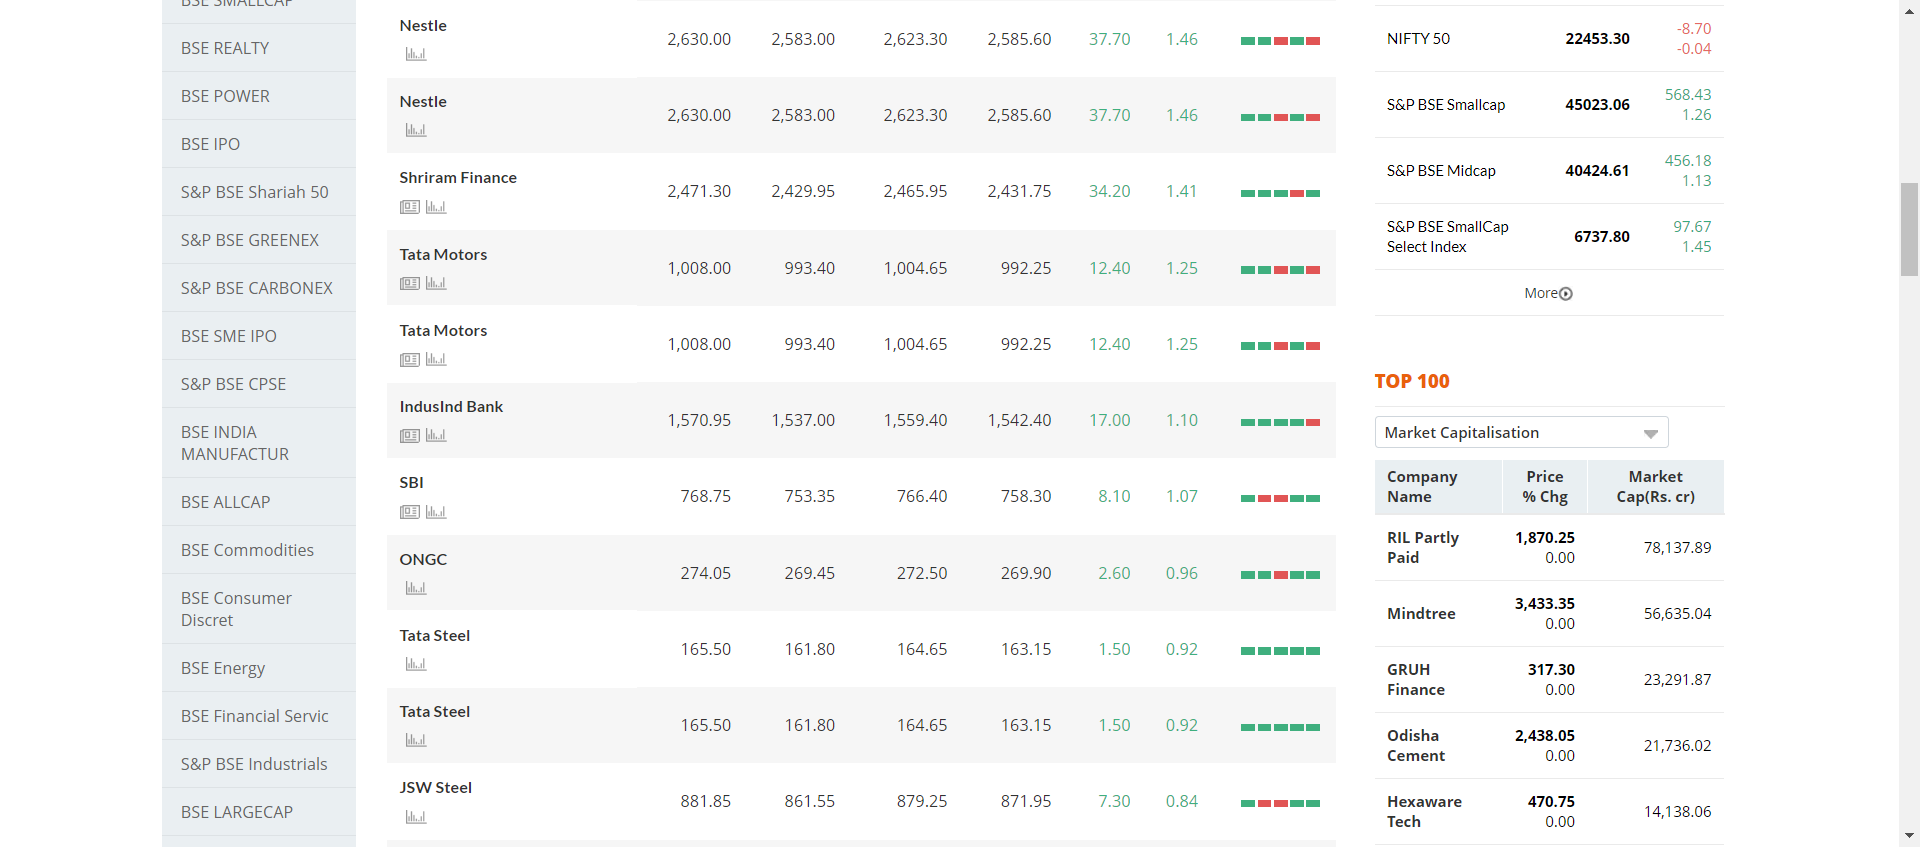 BSE SMALLCAP
BSE REALTY
BSE POWER
BSE IPO
S&P BSE Shariah 50
S&P BSE GREENEX
S&P BSE CARBONEX
BSE SME IPO
S&P BSE CPSE
BSE INDIA
MANUFACTUR
BSE ALLCAP
BSE Commodities
BSE Consumer
Discret
BSE Energy
BSE Financial Servic
S&P BSE Industrials
BSE LARGECAP
Nestle 2,630.00 2,583.00 2,623.30 2,585.60 37.70 1.46
Nestle 2,630.00 2,583.00 2,623.30 2,585.60 37.70 1.46
Shriram Finance 2,471.30 2,429.95 2,465.95 2,431.75 34.20 1.41
Tata Motors 1,008.00 993.40 1,004.65 992.25 12.40 1.25
Tata Motors 1,008.00 993.40 1,004.65 992.25 12.40 1.25
IndusInd Bank 1,570.95 1,537.00 1,559.40 1,542.40 17.00 1.10
SBI 768.75 753.35 766.40 758.30 8.10 1.07
ONGC 274.05 269.45 272.50 269.90 2.60 0.96
Tata Steel 165.50 161.80 164.65 163.15 1.50 0.92
Tata Steel 165.50 161.80 164.65 163.15 1.50 0.92
JSW Steel 881.85 861.55 879.25 871.95 7.30 0.84
NIFTY 50 22453.30 -8.70
-0.04
S&P BSE Smallcap 45023.06 568.43
1.26
S&P BSE Midcap 40424.61 456.18
1.13
S&P BSE SmallCap
Select Index 6737.80 97.67
1.45
More
TOP 100
Market Capitalisation
Company Price Market
Name % Chg Cap(Rs. cr)
RIL Partly 1,870.25
Paid 0.00 78,137.89
Mindtree 3,433.35
0.00 56,635.04
GRUH 317.30
Finance 0.00 23,291.87
Odisha 2,438.05
Cement 0.00 21,736.02
Hexaware 470.75
Tech 0.00 14,138.06